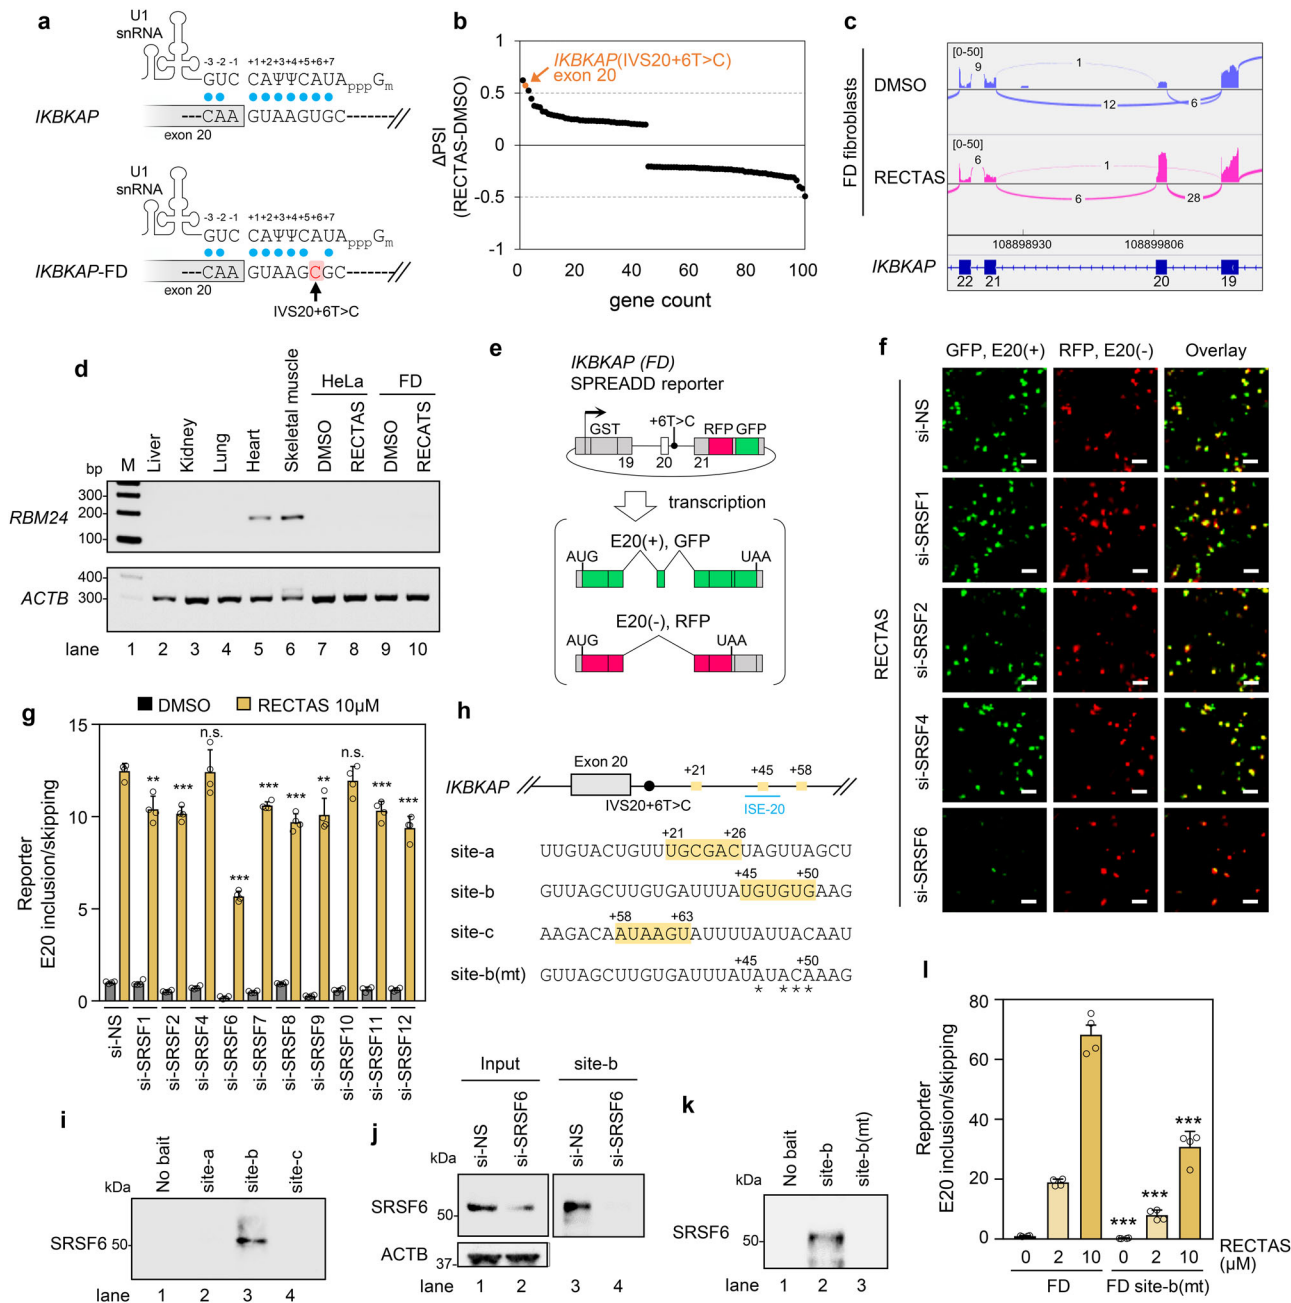 a
U1
snRNA
-3 -2 -1 +1+2+3+4+5+6+7
GUC CAΨΨCAUApppGm
IKBKAP
---CAA GUAAGUGC------
exon 20
U1
snRNA
-3 -2 -1 +1+2+3+4+5+6+7
GUC CAΨΨCAUApppGm
IKBKAP-FD
---CAA GUAAGCGC------
exon 20
IVS20+6T>C
b
ΔPSI
(RECTAS-DMSO)
1
0.5
0
-0.5
-1
IKBKAP(IVS20+6T>C)
exon 20
0 20 40 60 80 100
gene count
c
FD fibroblasts
DMSO
[0-50]
9
1
12
6
RECTAS
[0-50]
6
1
6
28
108898930 108899806
IKBKAP
22 21 20 19
d
HeLa FD
bp M Liver Kidney Lung Heart Skeletal muscle DMSO RECTAS DMSO RECATS
RBM24
300
200
100
ACTB
400
300
lane 1 2 3 4 5 6 7 8 9 10
e
IKBKAP (FD)
SPREADD reporter
+6T>C RFP GFP
GST
19 20 21
transcription
E20(+), GFP
AUG UAA
E20(-), RFP
AUG UAA
f
GFP, E20(+) RFP, E20(-) Overlay
RECTAS
si-NS
si-SRSF1
si-SRSF2
si-SRSF4
si-SRSF6
g
DMSO RECTAS 10μM
Reporter
E20 inclusion/skipping
15
10
5
0
** *** n.s. *** *** *** ** n.s. *** ***
si-NS si-SRSF1 si-SRSF2 si-SRSF4 si-SRSF6 si-SRSF7 si-SRSF8 si-SRSF9 si-SRSF10 si-SRSF11 si-SRSF12
h
Exon 20
+21 +45 +58
IKBKAP
IVS20+6T>C ISE-20
+21 +26
site-a UUGUACUGUUUGCGACUAGUUAGCU
+45 +50
site-b GUUAGCUUGUGAUUUAUGUGUGAAG
+58 +63
site-c AAGACAAUAAGUAUUUUAUUACAAU
+45 +50
site-b(mt) GUUAGCUUGUGAUUUAUAUACAAAG
* * * *
i
No bait site-a site-b site-c
kDa
SRSF6 50
lane 1 2 3 4
j
Input site-b
kDa si-NS si-SRSF6 si-NS si-SRSF6
SRSF6
50
ACTB
37
lane 1 2 3 4
k
No bait site-b site-b(mt)
kDa
SRSF6
50
lane 1 2 3
l
Reporter
E20 inclusion/skipping
80
60
40
20
0
*** *** ***
0 2 10 0 2 10 RECTAS
(μM)
FD FD site-b(mt)